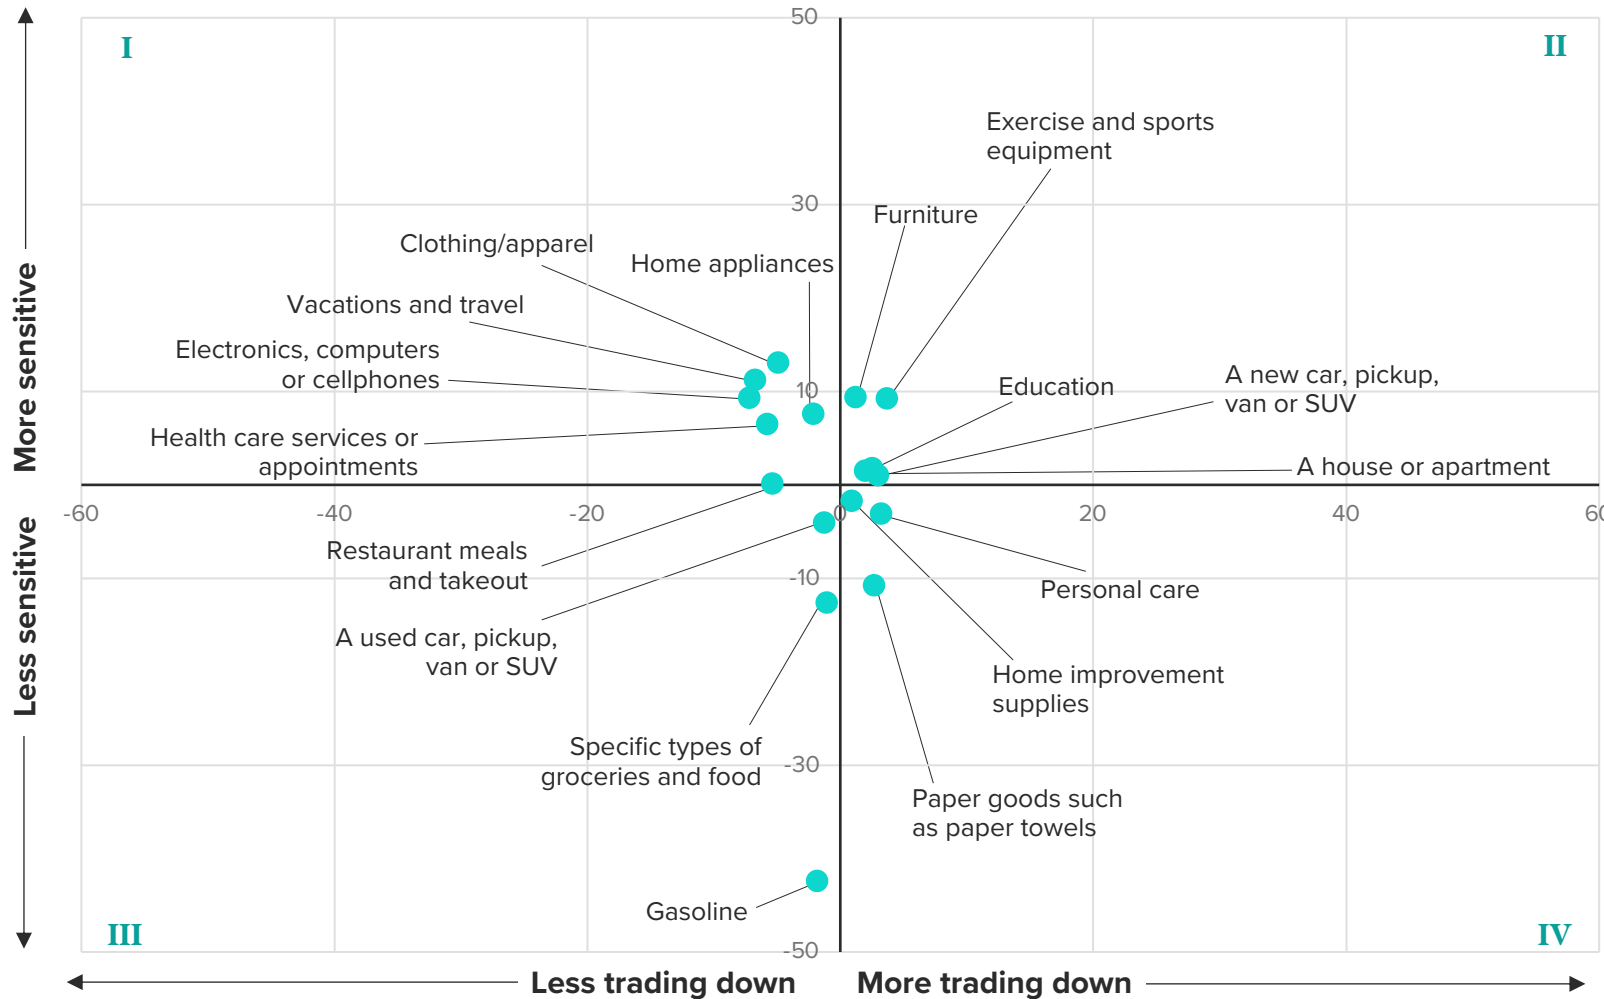 50
I
II
Exercise and sports
equipment
30
Furniture
Clothing/apparel
Home appliances
Vacations and travel
Electronics, computers
or cellphones
10
Education
A new car, pickup,
van or SUV
Health care services or
appointments
A house or apartment
More sensitive
Less sensitive
-60
-40
-20
0
20
40
60
Restaurant meals
and takeout
-10
Personal care
A used car, pickup,
van or SUV
Home improvement
supplies
Specific types of
groceries and food
-30
Paper goods such
as paper towels
Gasoline
III
IV
-50
Less trading down
More trading down